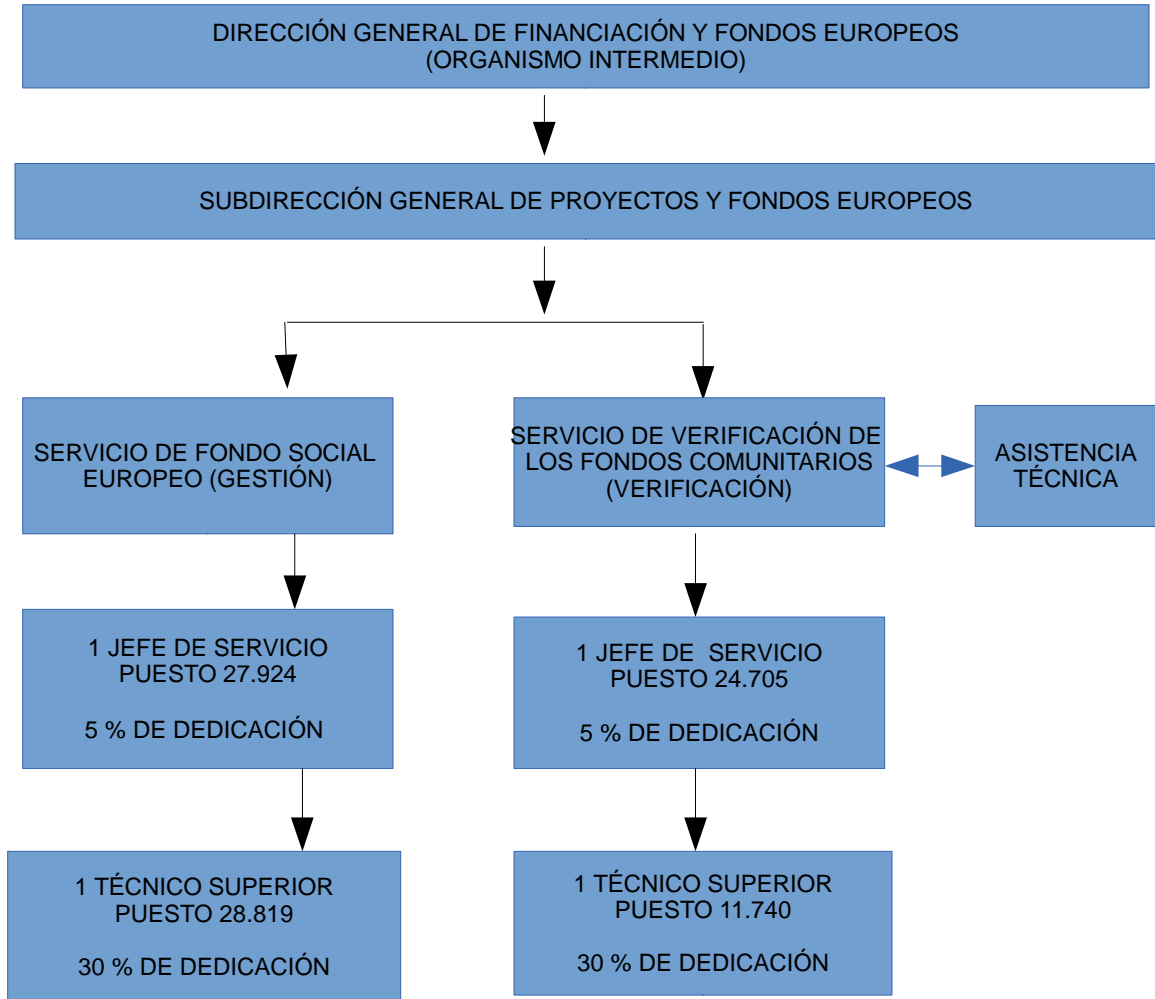 DIRECCIÓN GENERAL DE FINANCIACIÓN Y FONDOS EUROPEOS
(ORGANISMO INTERMEDIO)
SUBDIRECCIÓN GENERAL DE PROYECTOS Y FONDOS EUROPEOS
SERVICIO DE FONDO SOCIAL
EUROPEO (GESTIÓN)
SERVICIO DE VERIFICACIÓN DE
LOS FONDOS COMUNITARIOS
(VERIFICACIÓN)
ASISTENCIA
TÉCNICA
1 JEFE DE SERVICIO
PUESTO 27.924
5 % DE DEDICACIÓN
1 JEFE DE SERVICIO
PUESTO 24.705
5 % DE DEDICACIÓN
1 TÉCNICO SUPERIOR
PUESTO 28.819
30 % DE DEDICACIÓN
1 TÉCNICO SUPERIOR
PUESTO 11.740
30 % DE DEDICACIÓN